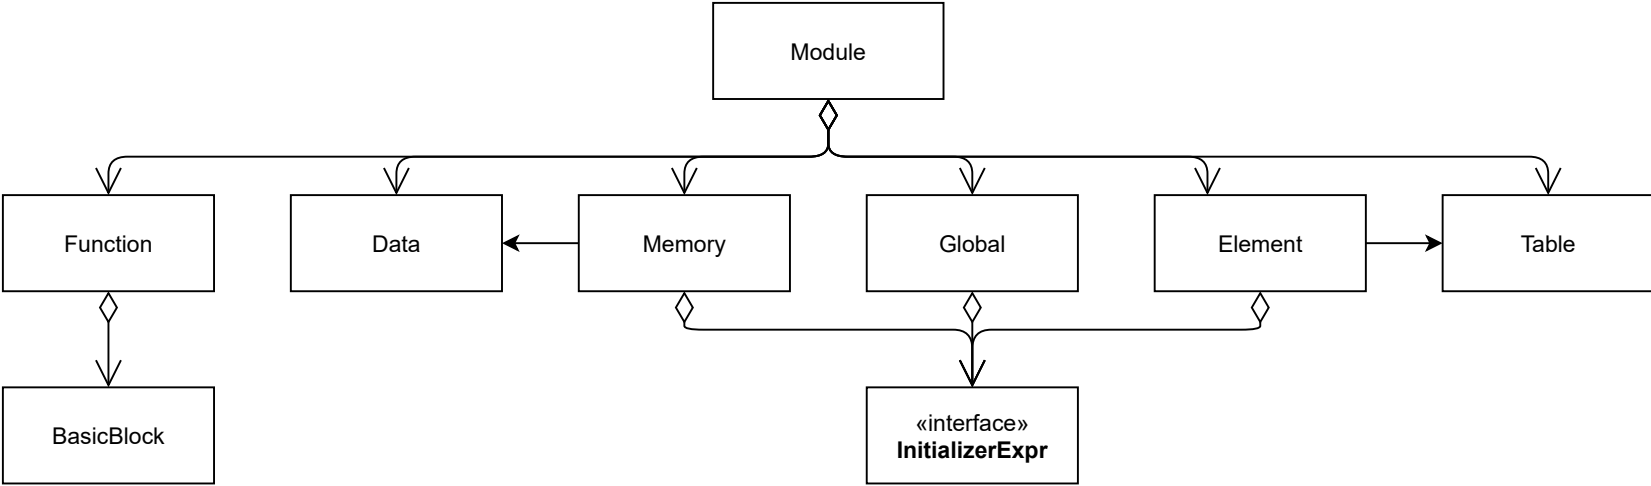 Module
Function
Data
Memory
Global
Element
Table
BasicBlock
«interface»
InitializerExpr